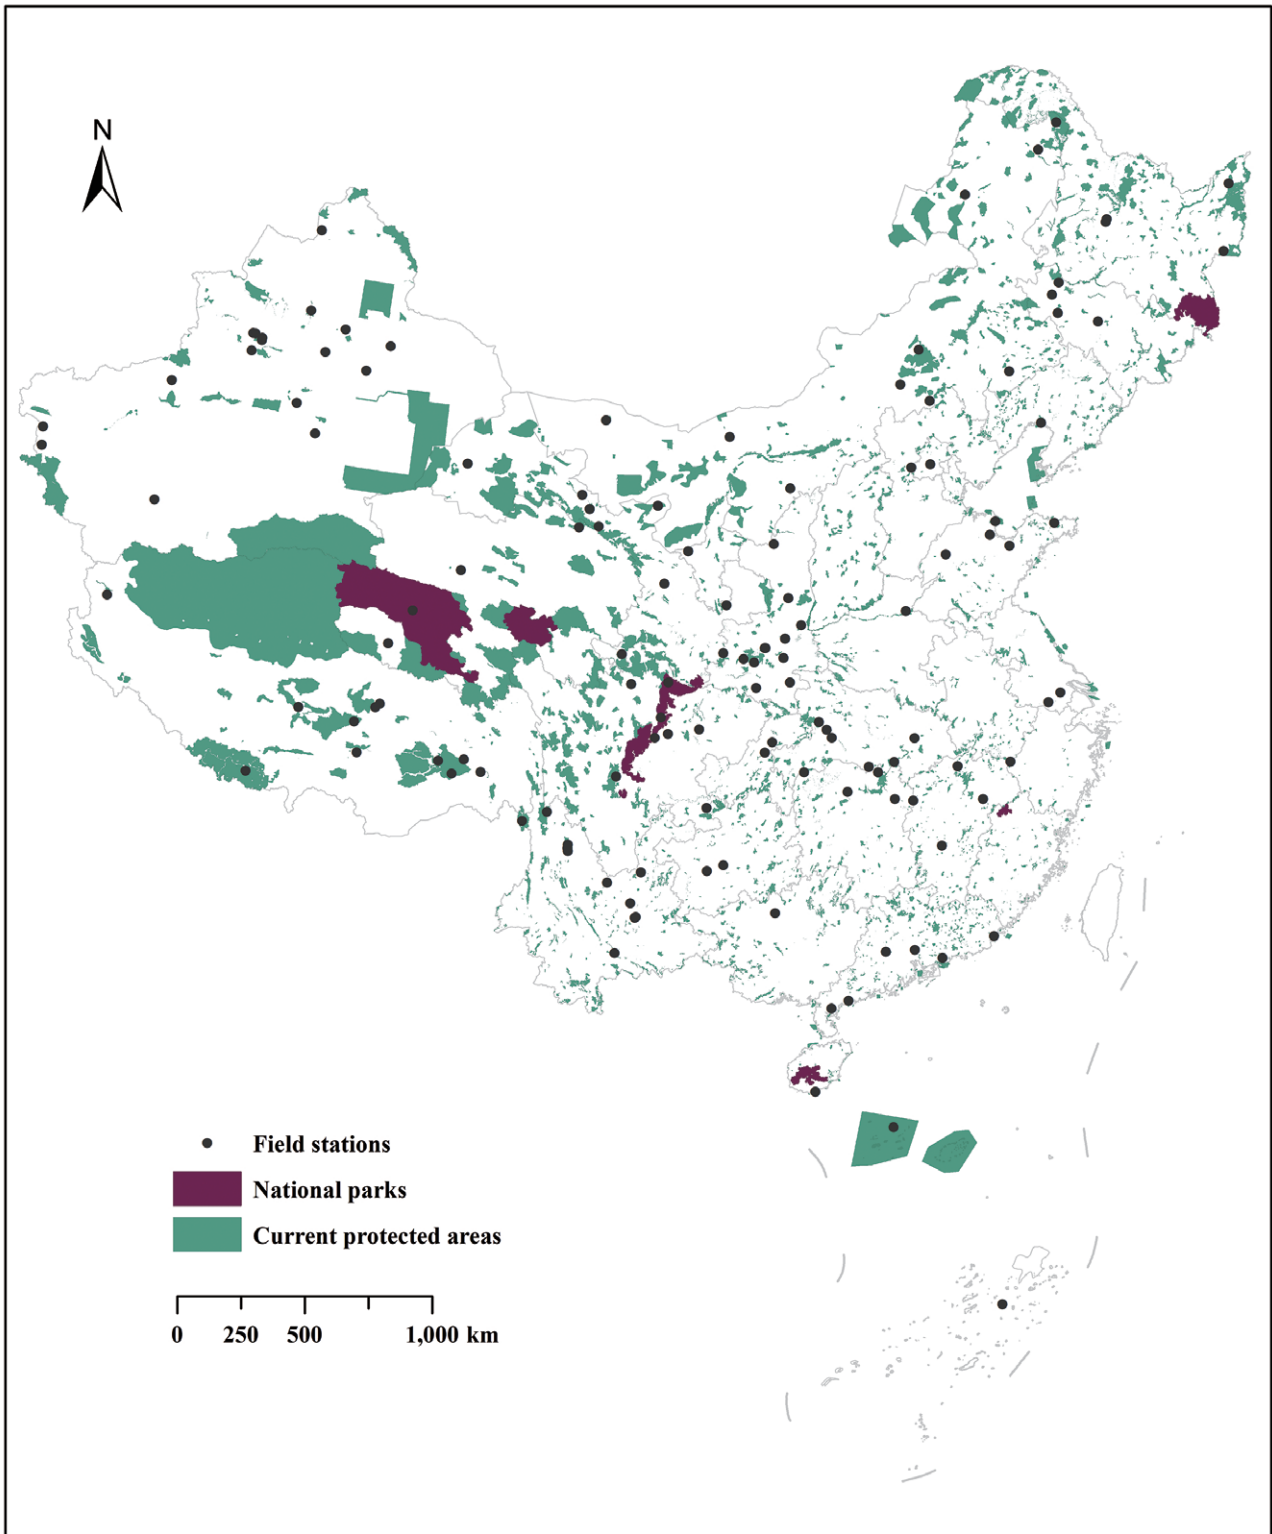 N
Field stations
National parks
Current protected areas
0 250 500 1,000 km